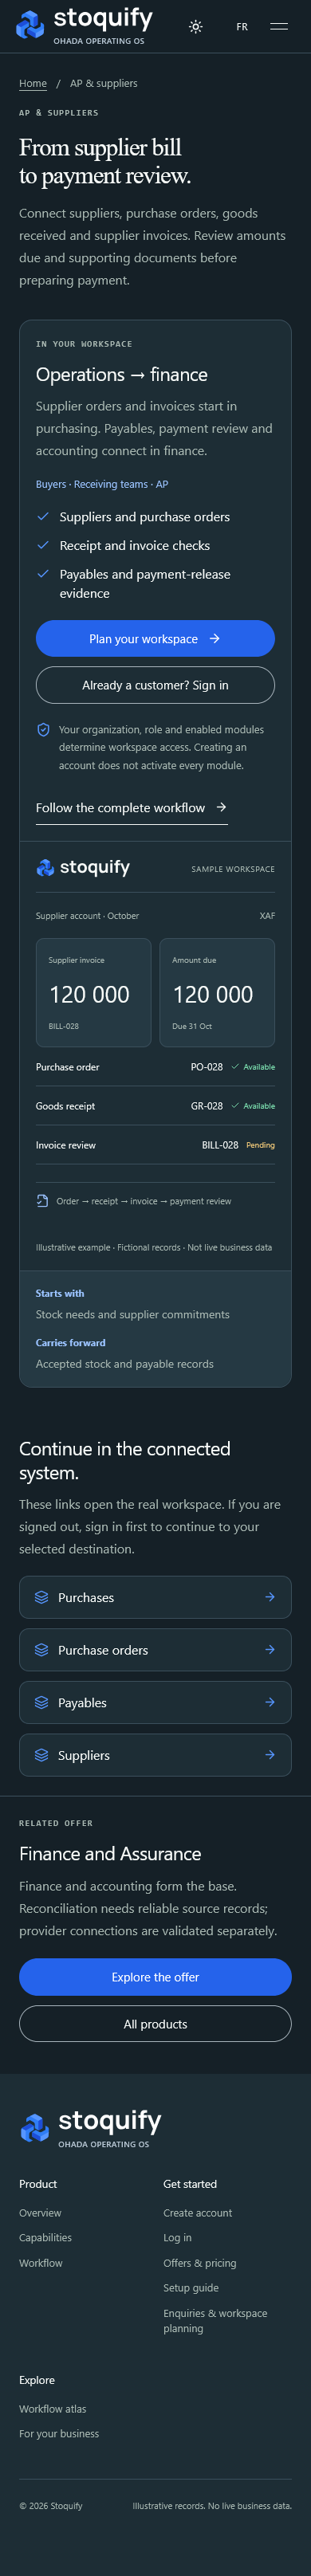 stoquify
OHADA OPERATING OS
FR
Home / AP & suppliers
AP & SUPPLIERS
From supplier bill
to payment review.
Connect suppliers, purchase orders, goods
received and supplier invoices. Review amounts
due and supporting documents before
preparing payment.
IN YOUR WORKSPACE
Operations → finance
Supplier orders and invoices start in
purchasing. Payables, payment review and
accounting connect in finance.
Buyers · Receiving teams · AP
Suppliers and purchase orders
Receipt and invoice checks
Payables and payment-release
evidence
Plan your workspace →
Already a customer? Sign in
Your organization, role and enabled modules
determine workspace access. Creating an
account does not activate every module.
Follow the complete workflow →
stoquify SAMPLE WORKSPACE
Supplier account · October XAF
Supplier invoice Amount due
120 000 120 000
BILL-028 Due 31 Oct
Purchase order PO-028 Available
Goods receipt GR-028 Available
Invoice review BILL-028 Pending
Order → receipt → invoice → payment review
Illustrative example · Fictional records · Not live business data
Starts with
Stock needs and supplier commitments
Carries forward
Accepted stock and payable records
Continue in the connected
system.
These links open the real workspace. If you are
signed out, sign in first to continue to your
selected destination.
Purchases →
Purchase orders →
Payables →
Suppliers →
RELATED OFFER
Finance and Assurance
Finance and accounting form the base.
Reconciliation needs reliable source records;
provider connections are validated separately.
Explore the offer
All products
stoquify
OHADA OPERATING OS
Product
Overview
Capabilities
Workflow
Get started
Create account
Log in
Offers & pricing
Setup guide
Enquiries & workspace
planning
Explore
Workflow atlas
For your business
© 2026 Stoquify Illustrative records. No live business data.